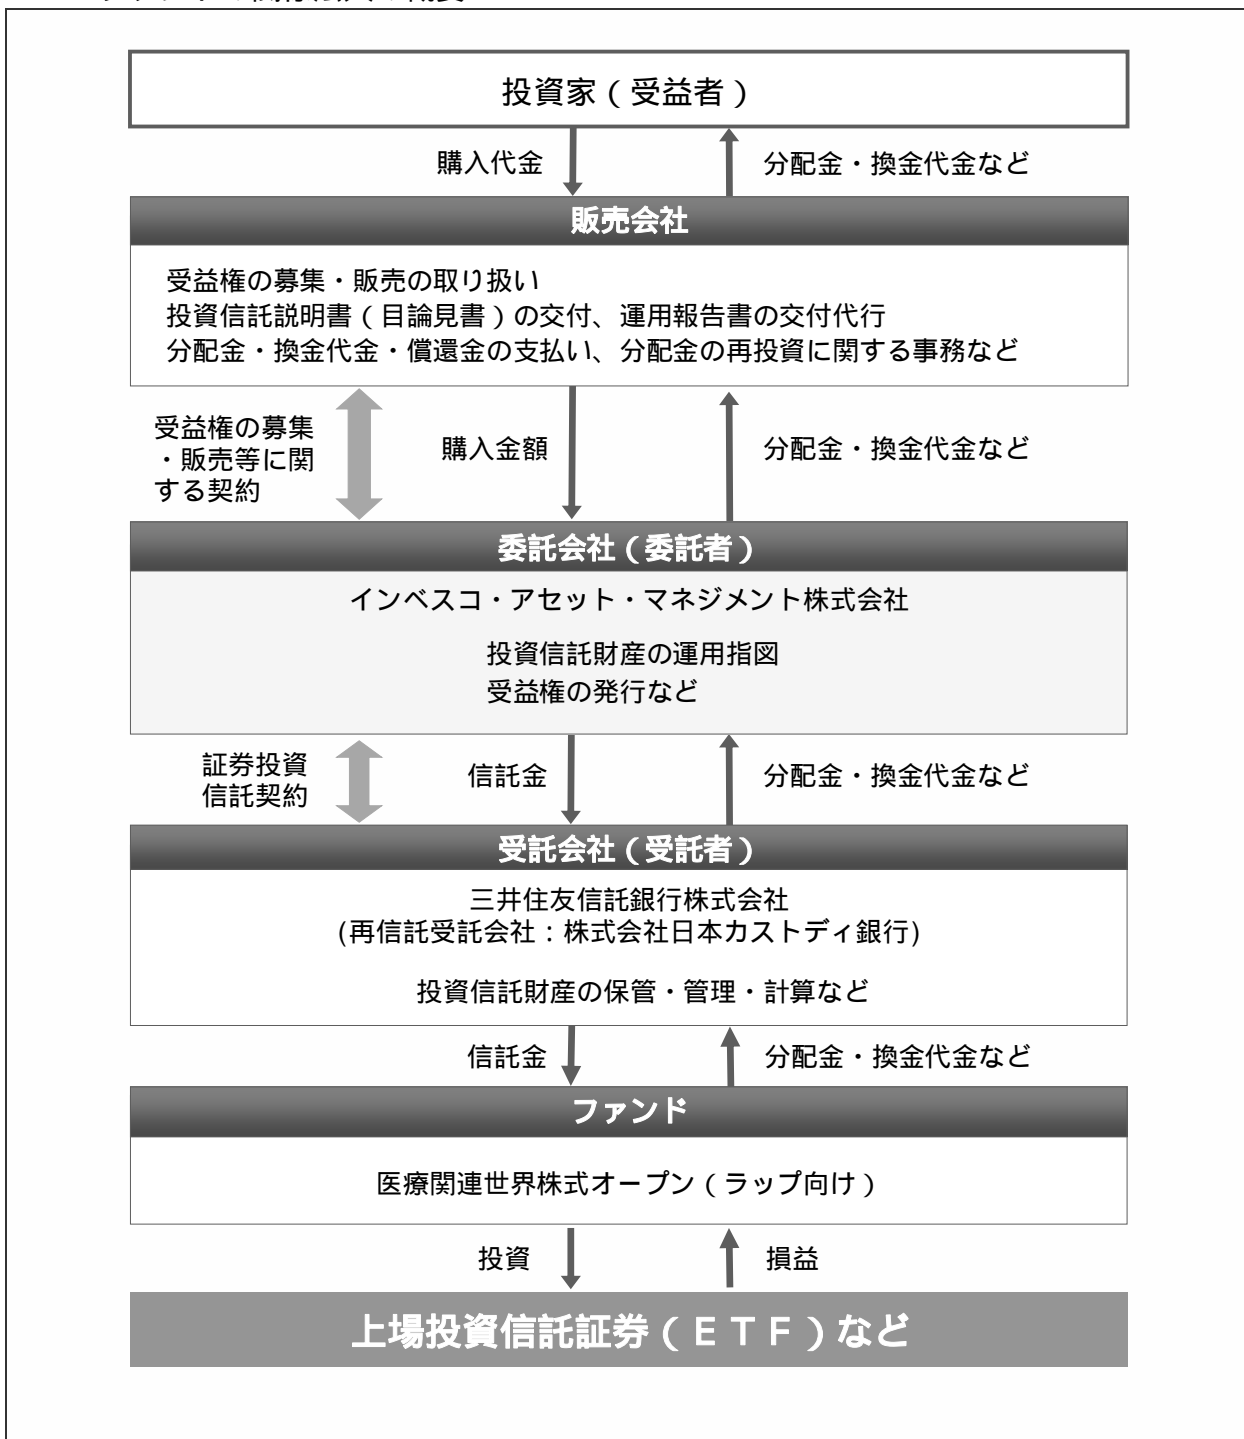 投資家（受益者）
購入代金
分配金・換金代金など
販売会社
受益権の募集・販売の取り扱い
投資信託説明書（目論見書）の交付、運用報告書の交付代行
分配金・換金代金・償還金の支払い、分配金の再投資に関する事務など
受益権の募集
・販売等に関
する契約
購入金額
分配金・換金代金など
委託会社（委託者）
インベスコ・アセット・マネジメント株式会社
投資信託財産の運用指図
受益権の発行など
証券投資
信託契約
信託金
分配金・換金代金など
受託会社（受託者）
三井住友信託銀行株式会社
(再信託受託会社：株式会社日本カストディ銀行)
投資信託財産の保管・管理・計算など
信託金
分配金・換金代金など
ファンド
医療関連世界株式オープン（ラップ向け）
投資
損益
上場投資信託証券（ＥＴＦ）など